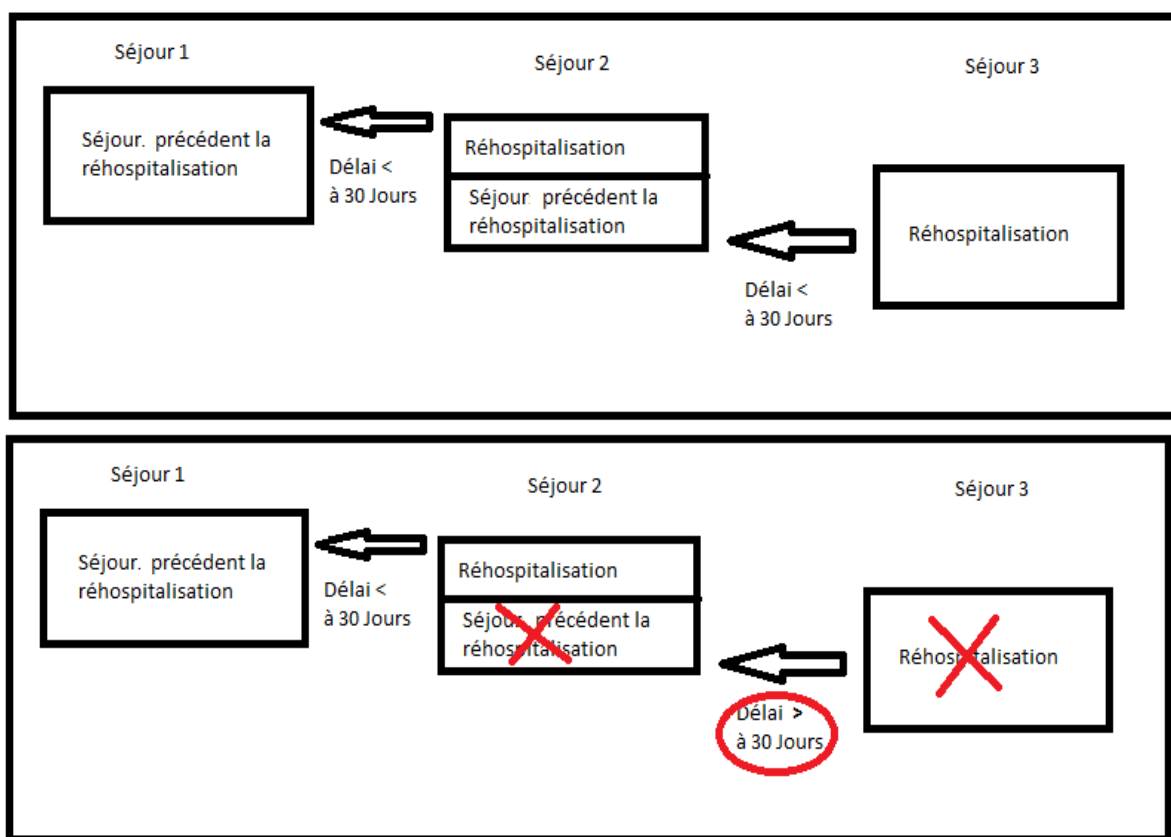 Séjour 1
Séjour 2
Séjour 3
Séjour. précédent la
réhospitalisation
Délai <
à 30 Jours
Réhospitalisation
Séjour précédent la
réhospitalisation
Délai <
à 30 Jours
Réhospitalisation
Séjour 1
Séjour 2
Séjour 3
Séjour. précédent la
réhospitalisation
Délai <
à 30 Jours
Réhospitalisation
Séjour précédent la
réhospitalisation
Délai >
à 30 Jours
Réhospitalisation